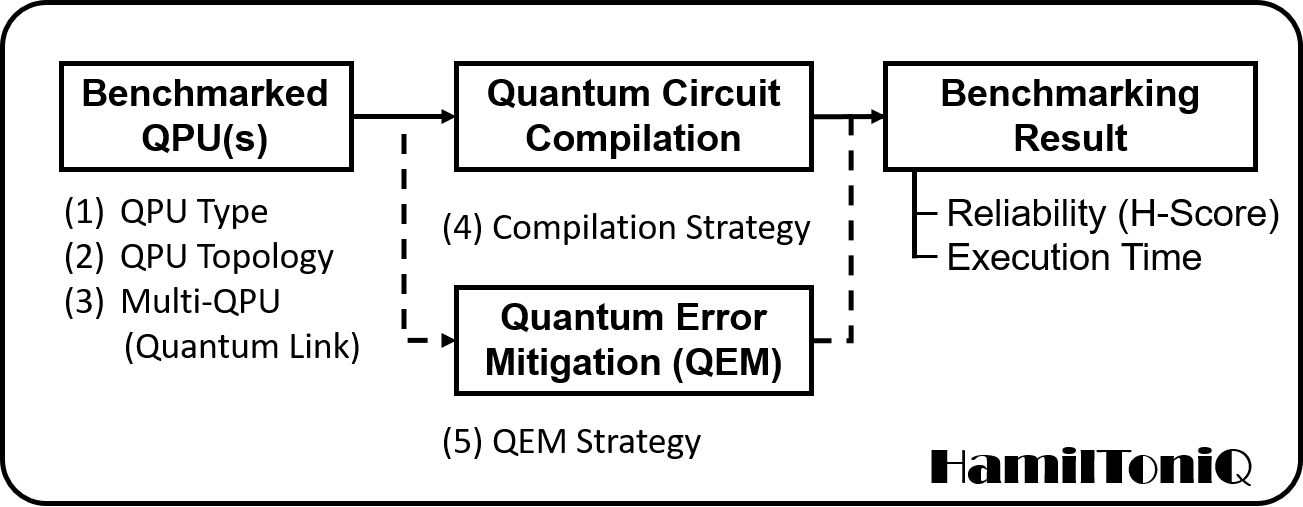 Benchmarked
QPU(s)
(1) QPU Type
(2) QPU Topology
(3) Multi-QPU
(Quantum Link)
Quantum Circuit
Compilation
(4) Compilation Strategy
Quantum Error
Mitigation (QEM)
(5) QEM Strategy
Benchmarking
Result
Reliability (H-Score)
Execution Time
HamilToniQ